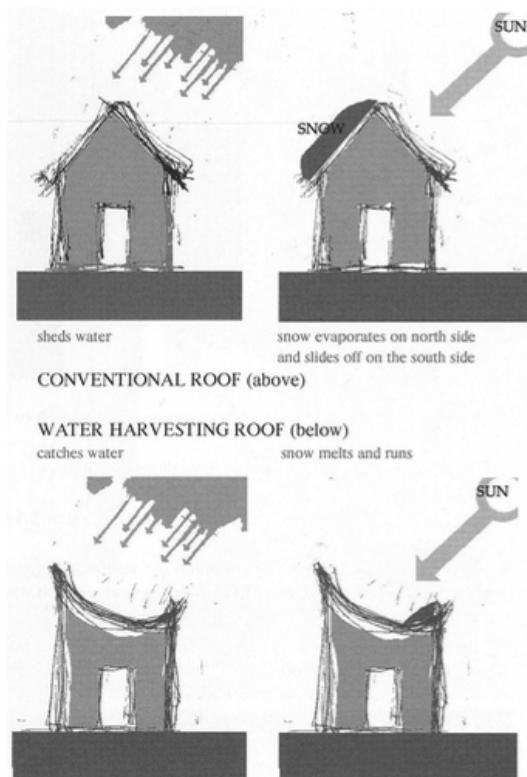 SUN
SNOW
sheds water
snow evaporates on north side
and slides off on the south side
CONVENTIONAL ROOF (above)
WATER HARVESTING ROOF (below)
catches water
snow melts and runs
SUN